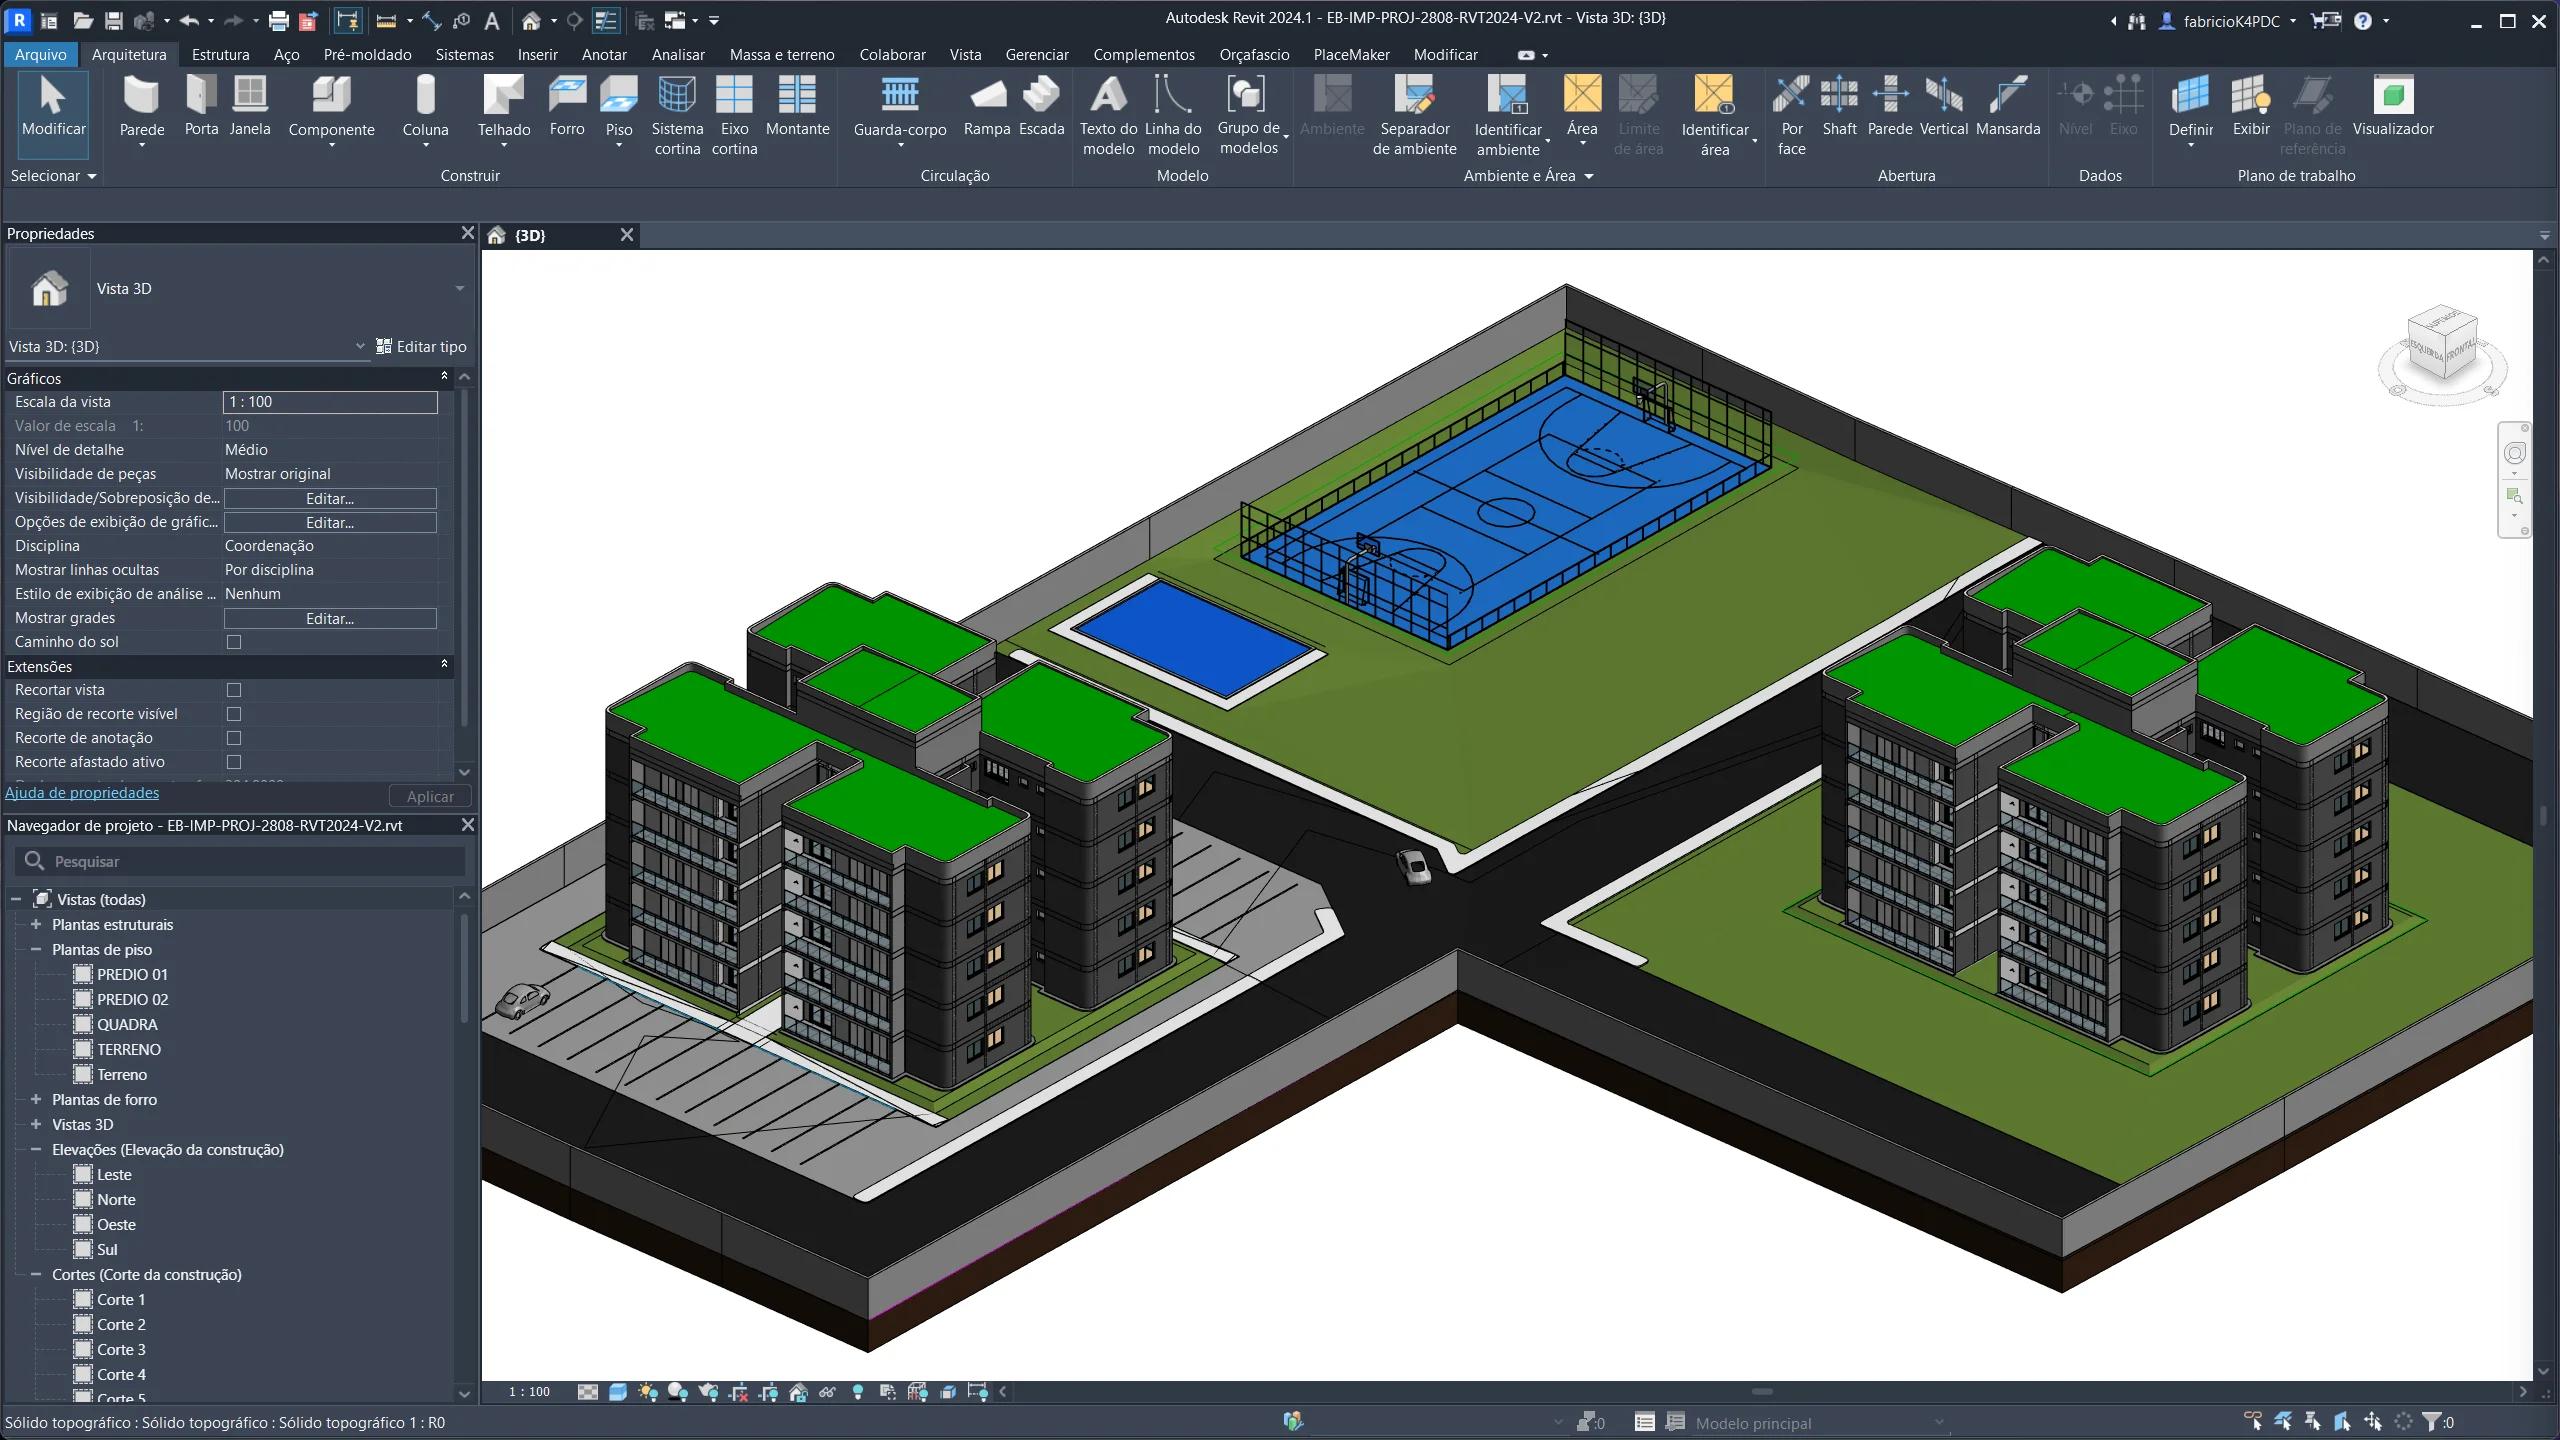 Autodesk Revit 2024.1 - EB-IMP-PROJ-2808-RVT2024-V2.rvt - Vista 3D: {3D}
fabricioK4PDC
Arquivo Arquitetura Estrutura Aço Pré-moldado Sistemas Inserir Anotar Analisar Massa e terreno Colaborar Vista Gerenciar Complementos Orçafascio PlaceMaker Modificar
Modificar Parede Porta Janela Componente Coluna Telhado Forro Piso Sistema cortina Eixo cortina Montante Guarda-corpo Rampa Escada Texto do modelo Linha do modelo Grupo de modelos Ambiente Separador de ambiente Identificar ambiente Área Limite de área Identificar área Por face Shaft Parede Vertical Mansarda Nível Eixo Definir Exibir Plano de referência Visualizador
Selecionar Construir Circulação Modelo Ambiente e Área Abertura Dados Plano de trabalho
Propriedades
{3D}
Vista 3D
Vista 3D: {3D} Editar tipo
Gráficos
Escala da vista 1 : 100
Valor de escala 1: 100
Nível de detalhe Médio
Visibilidade de peças Mostrar original
Visibilidade/Sobreposição de... Editar...
Opções de exibição de gráfic... Editar...
Disciplina Coordenação
Mostrar linhas ocultas Por disciplina
Estilo de exibição de análise ... Nenhum
Mostrar grades Editar...
Caminho do sol
Extensões
Recortar vista
Região de recorte visível
Recorte de anotação
Recorte afastado ativo
Ajuda de propriedades Aplicar
Navegador de projeto - EB-IMP-PROJ-2808-RVT2024-V2.rvt
Pesquisar
Vistas (todas)
Plantas estruturais
Plantas de piso
PREDIO 01
PREDIO 02
QUADRA
TERRENO
Terreno
Plantas de forro
Vistas 3D
Elevações (Elevação da construção)
Leste
Norte
Oeste
Sul
Cortes (Corte da construção)
Corte 1
Corte 2
Corte 3
Corte 4
Corte 5
SUPERIOR
ESQUERDA
FRONTAL
1 : 100
Sólido topográfico : Sólido topográfico : Sólido topográfico 1 : R0
:0
Modelo principal
:0